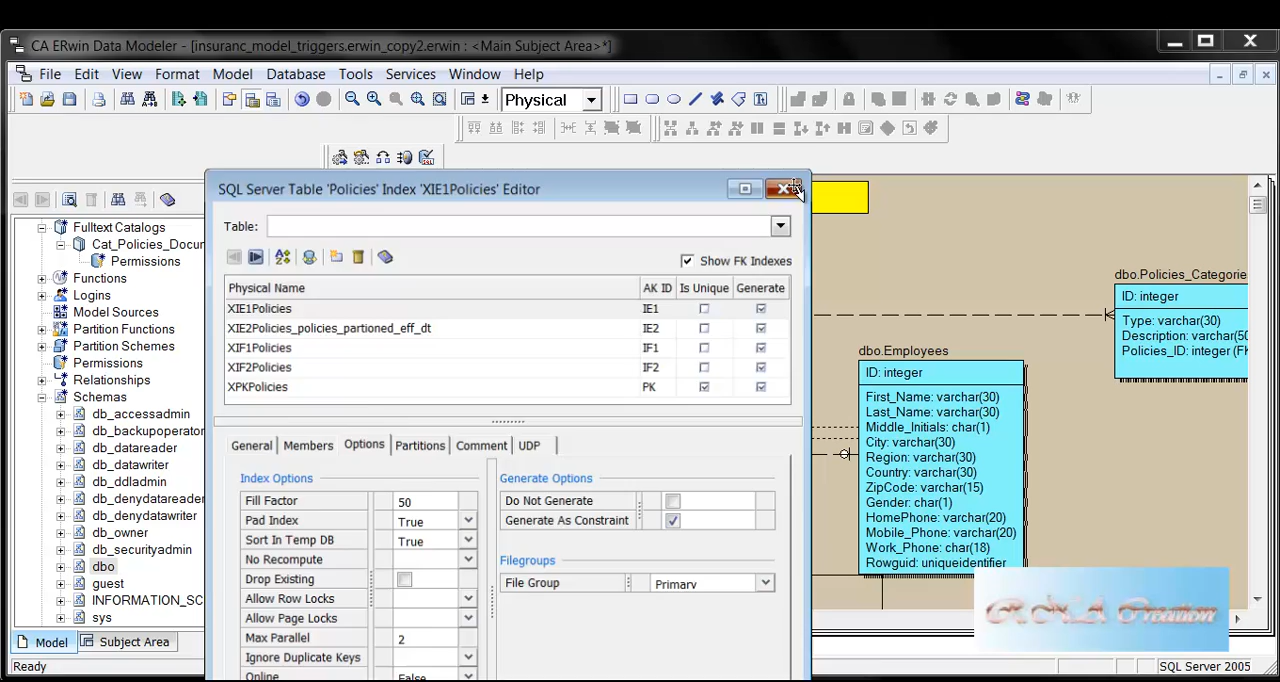 CA ERwin Data Modeler - [insuranc_model_triggers.erwin_copy2.erwin : <Main Subject Area>*]
File Edit View Format Model Database Tools Services Window Help
Physical
SQL Server Table 'Policies' Index 'XIE1Policies' Editor
Table:
Show FK Indexes
Physical Name AK ID Is Unique Generate
XIE1Policies IE1
XIE2Policies_policies_partioned_eff_dt IE2
XIF1Policies IF1
XIF2Policies IF2
XPKPolicies PK
General Members Options Partitions Comment UDP
Index Options
Fill Factor 50
Pad Index True
Sort In Temp DB True
No Recompute
Drop Existing
Allow Row Locks
Allow Page Locks
Max Parallel 2
Ignore Duplicate Keys
Online False
Generate Options
Do Not Generate
Generate As Constraint
Filegroups
File Group Primary
Fulltext Catalogs
Cat_Policies_Docu
Permissions
Functions
Logins
Model Sources
Partition Functions
Partition Schemes
Permissions
Relationships
Schemas
db_accessadmin
db_backupoperator
db_datareader
db_datawriter
db_ddladmin
db_denydatareader
db_denydatawriter
db_owner
db_securityadmin
dbo
guest
INFORMATION_SC
sys
Model Subject Area
dbo.Policies_Categorie
ID: integer
Type: varchar(30)
Description: varchar(50
Policies_ID: integer (FK
dbo.Employees
ID: integer
First_Name: varchar(30)
Last_Name: varchar(30)
Middle_Initials: char(1)
City: varchar(30)
Region: varchar(30)
Country: varchar(30)
ZipCode: varchar(15)
Gender: char(1)
HomePhone: varchar(20)
Mobile_Phone: varchar(20)
Work_Phone: char(18)
Rowguid: uniqueidentifier
Creation
Ready SQL Server 2005